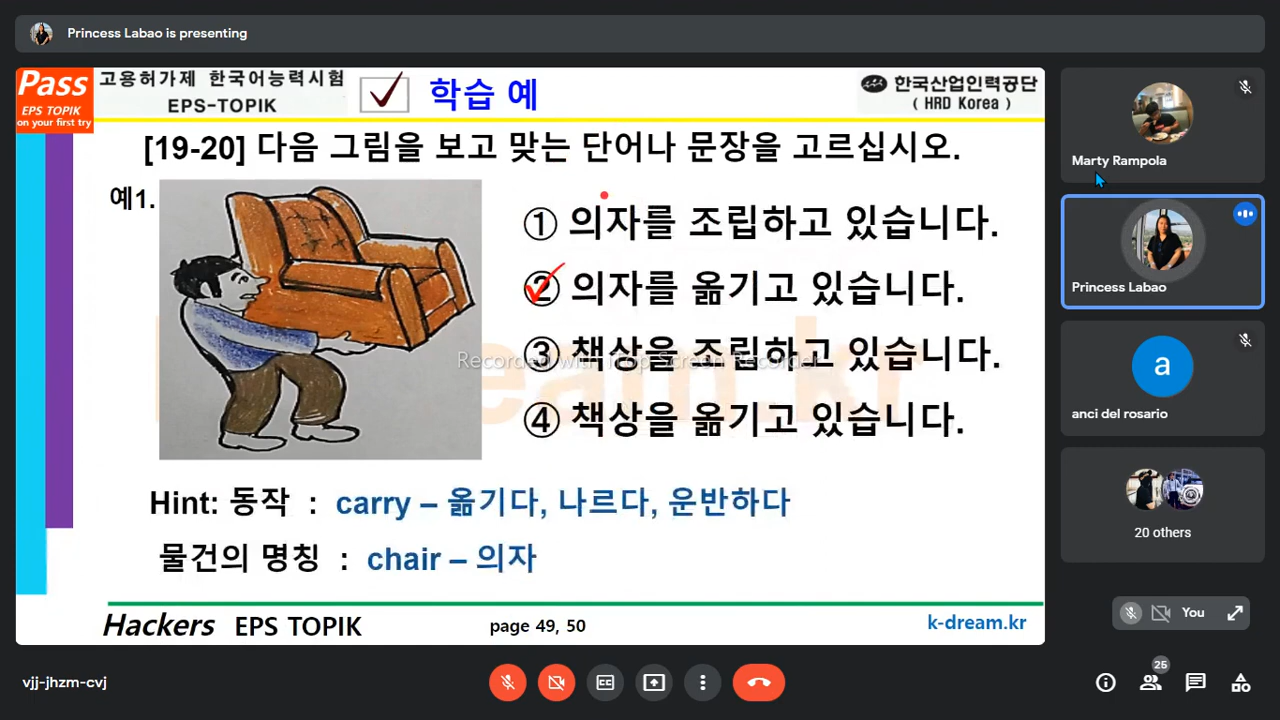 Princess Labao is presenting
Pass
EPS TOPIK
on your first try
고용허가제 한국어능력시험
EPS-TOPIK
학습 예
한국산업인력공단
( HRD Korea )
[19-20] 다음 그림을 보고 맞는 단어나 문장을 고르십시오.
예1.
① 의자를 조립하고 있습니다.
② 의자를 옮기고 있습니다.
③ 책상을 조립하고 있습니다.
④ 책상을 옮기고 있습니다.
Recorded with iTop Screen Recorder
eam.kr
Hint: 동작 : carry – 옮기다, 나르다, 운반하다
물건의 명칭 : chair – 의자
Hackers EPS TOPIK
page 49, 50
k-dream.kr
Marty Rampola
Princess Labao
a
anci del rosario
20 others
You
vjj-jhzm-cvj
CC
25